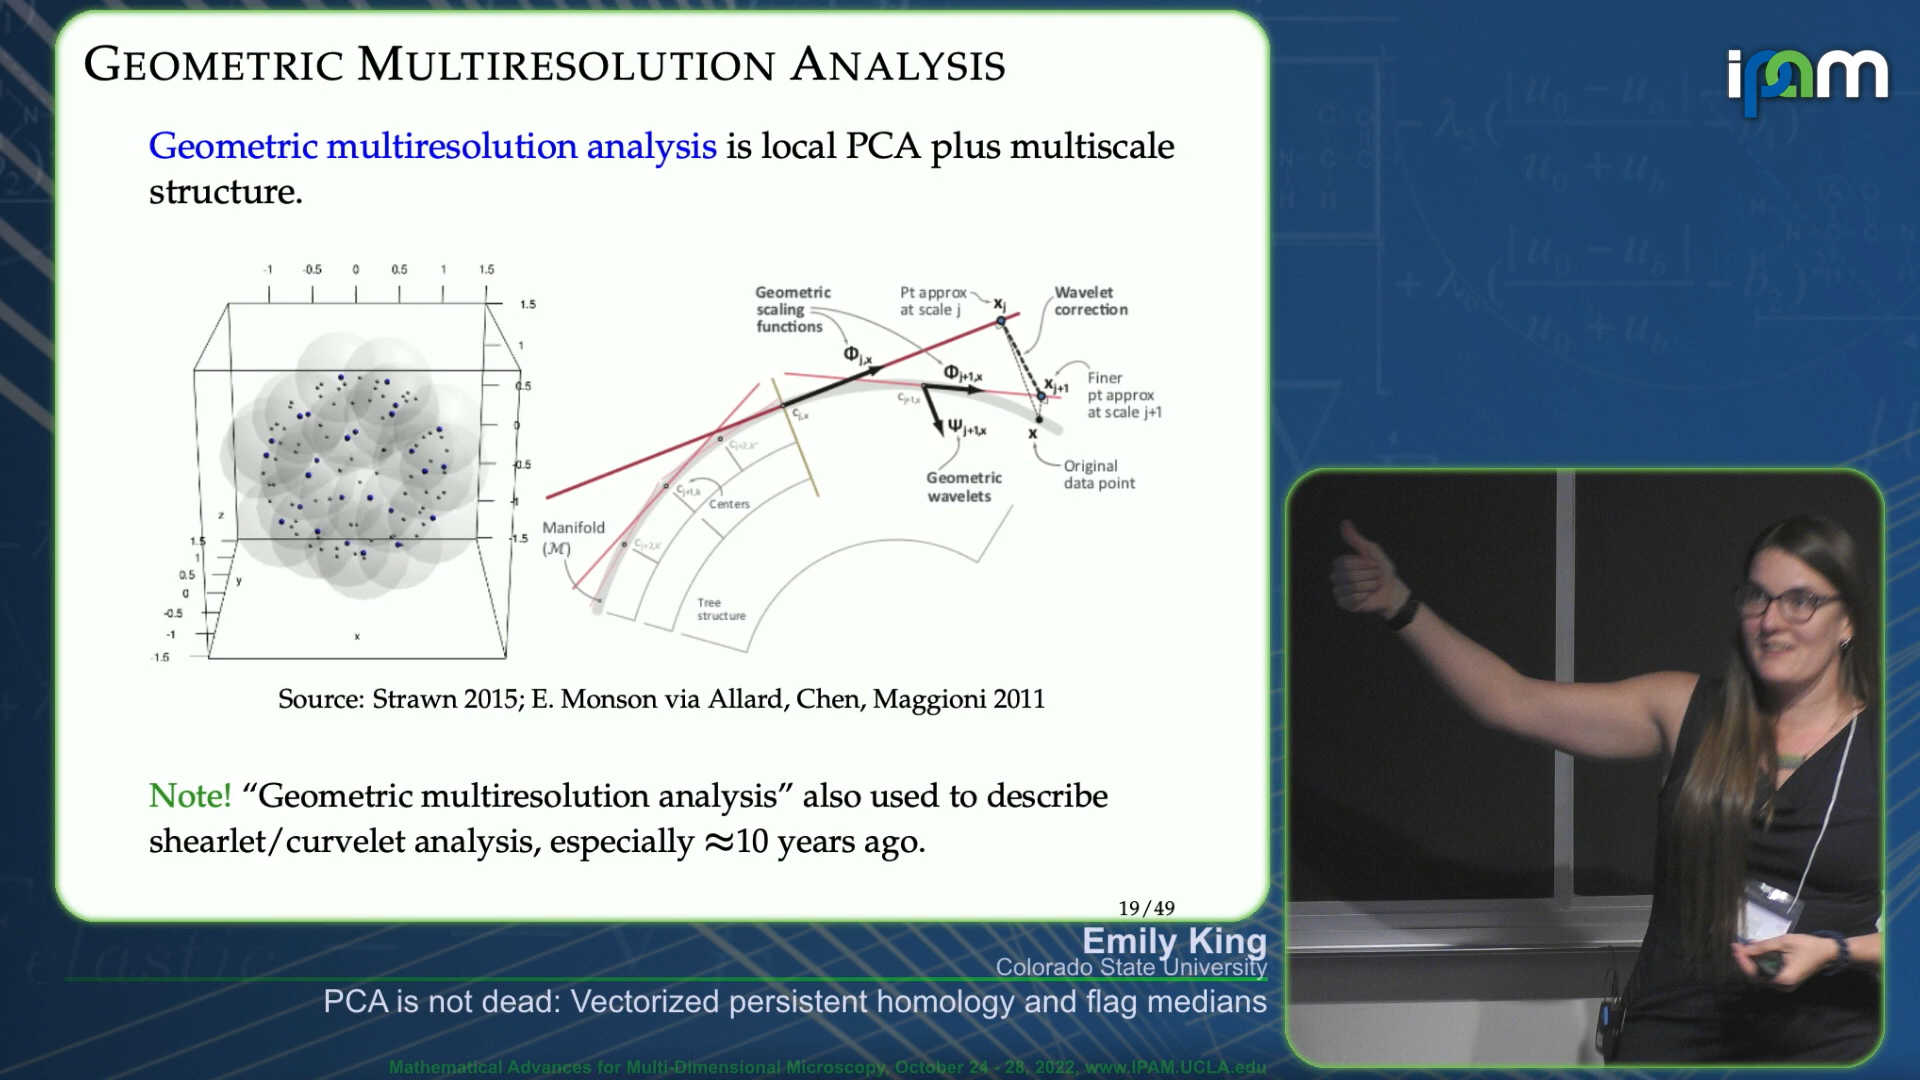 GEOMETRIC MULTIRESOLUTION ANALYSIS
ipam
Geometric multiresolution analysis is local PCA plus multiscale
structure.
-1 -0.5 0 0.5 1 1.5
1.5
1
0.5
0
-0.5
-1
-1.5
z
1.5
1
0.5
0
-0.5
-1
-1.5
y
x
Geometric
scaling
functions
Pt approx
at scale j
xj
Wavelet
correction
Φj,x
Φj+1,x
xj+1
Finer
pt approx
at scale j+1
cj,x
cj+1,x
Ψj+1,x
x
Original
data point
Geometric
wavelets
Centers
Manifold
(M)
Tree
structure
Source: Strawn 2015; E. Monson via Allard, Chen, Maggioni 2011
Note! “Geometric multiresolution analysis” also used to describe
shearlet/curvelet analysis, especially ≈10 years ago.
19/49
Emily King
Colorado State University
PCA is not dead: Vectorized persistent homology and flag medians
Mathematical Advances for Multi-Dimensional Microscopy, October 24 - 28, 2022, www.IPAM.UCLA.edu